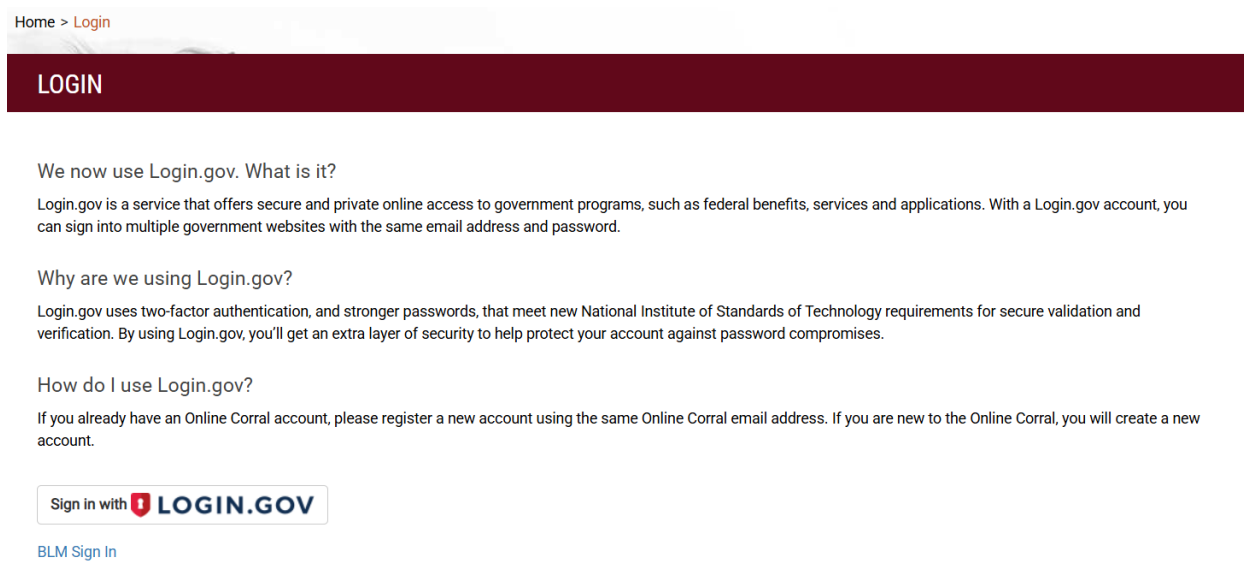 Home > Login
LOGIN
We now use Login.gov. What is it?
Login.gov is a service that offers secure and private online access to government programs, such as federal benefits, services and applications. With a Login.gov account, you
can sign into multiple government websites with the same email address and password.
Why are we using Login.gov?
Login.gov uses two-factor authentication, and stronger passwords, that meet new National Institute of Standards of Technology requirements for secure validation and
verification. By using Login.gov, you’ll get an extra layer of security to help protect your account against password compromises.
How do I use Login.gov?
If you already have an Online Corral account, please register a new account using the same Online Corral email address. If you are new to the Online Corral, you will create a new
account.
Sign in with LOGIN.GOV
BLM Sign In